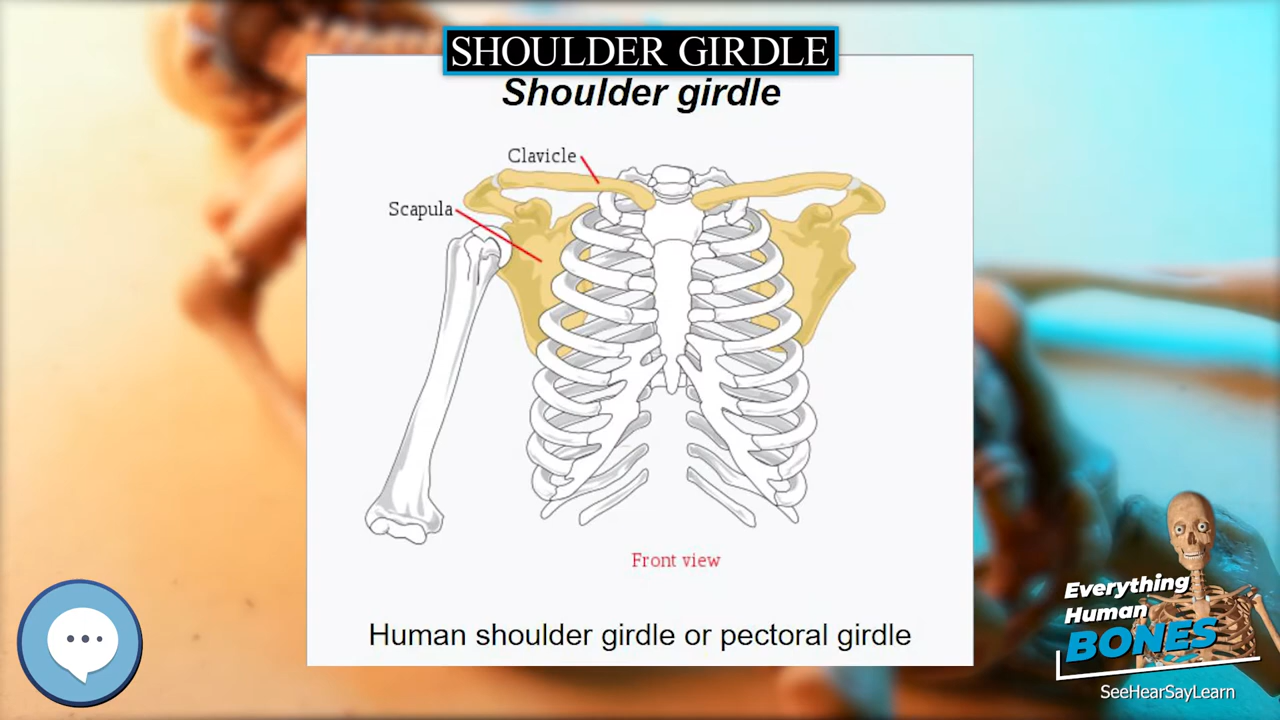 SHOULDER GIRDLE
Shoulder girdle
Clavicle
Scapula
Front view
Human shoulder girdle or pectoral girdle
Everything
Human
BONES
SeeHearSayLearn